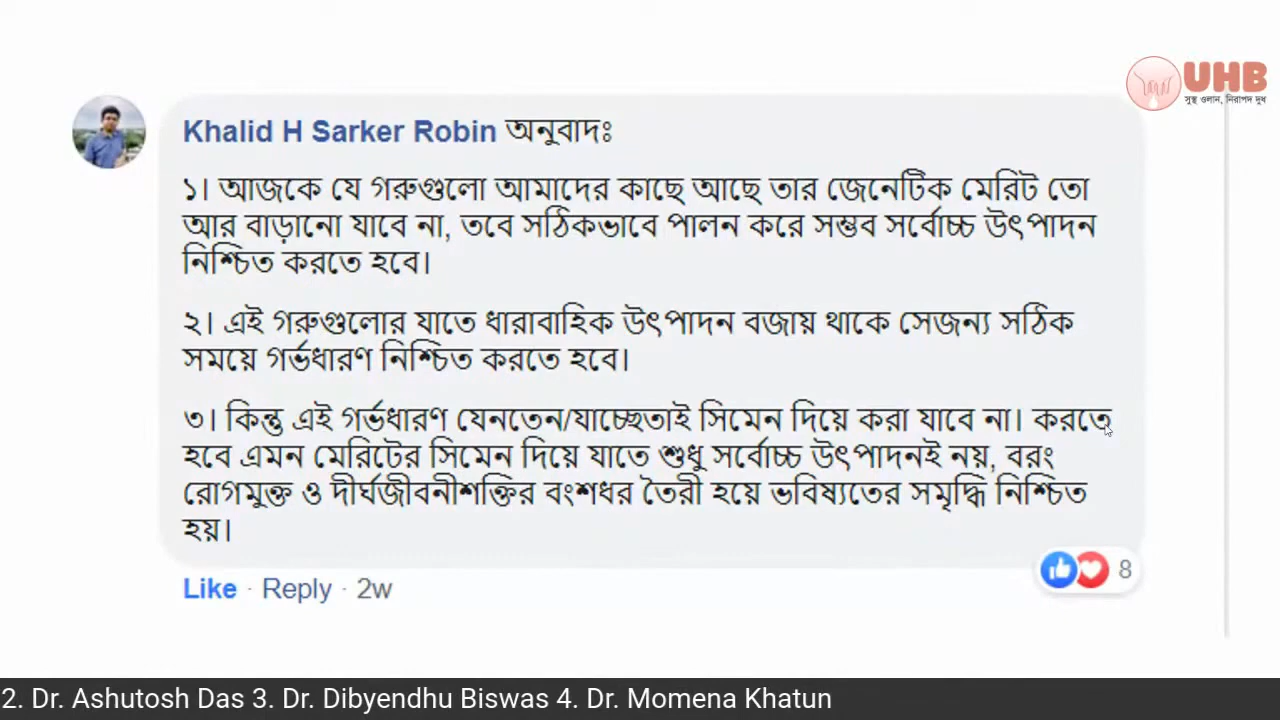 UHB
সুস্থ ওলান, নিরাপদ দুধ
Khalid H Sarker Robin অনুবাদঃ
১। আজকে যে গরুগুলো আমাদের কাছে আছে তার জেনেটিক মেরিট তো
আর বাড়ানো যাবে না, তবে সঠিকভাবে পালন করে সম্ভব সর্বোচ্চ উৎপাদন
নিশ্চিত করতে হবে।
২। এই গরুগুলোর যাতে ধারাবাহিক উৎপাদন বজায় থাকে সেজন্য সঠিক
সময়ে গর্ভধারণ নিশ্চিত করতে হবে।
৩। কিন্তু এই গর্ভধারণ যেনতেন/যাচ্ছেতাই সিমেন দিয়ে করা যাবে না। করতে
হবে এমন মেরিটের সিমেন দিয়ে যাতে শুধু সর্বোচ্চ উৎপাদনই নয়, বরং
রোগমুক্ত ও দীর্ঘজীবনীশক্তির বংশধর তৈরী হয়ে ভবিষ্যতের সমৃদ্ধি নিশ্চিত
হয়।
Like · Reply · 2w
8
2. Dr. Ashutosh Das 3. Dr. Dibyendhu Biswas 4. Dr. Momena Khatun